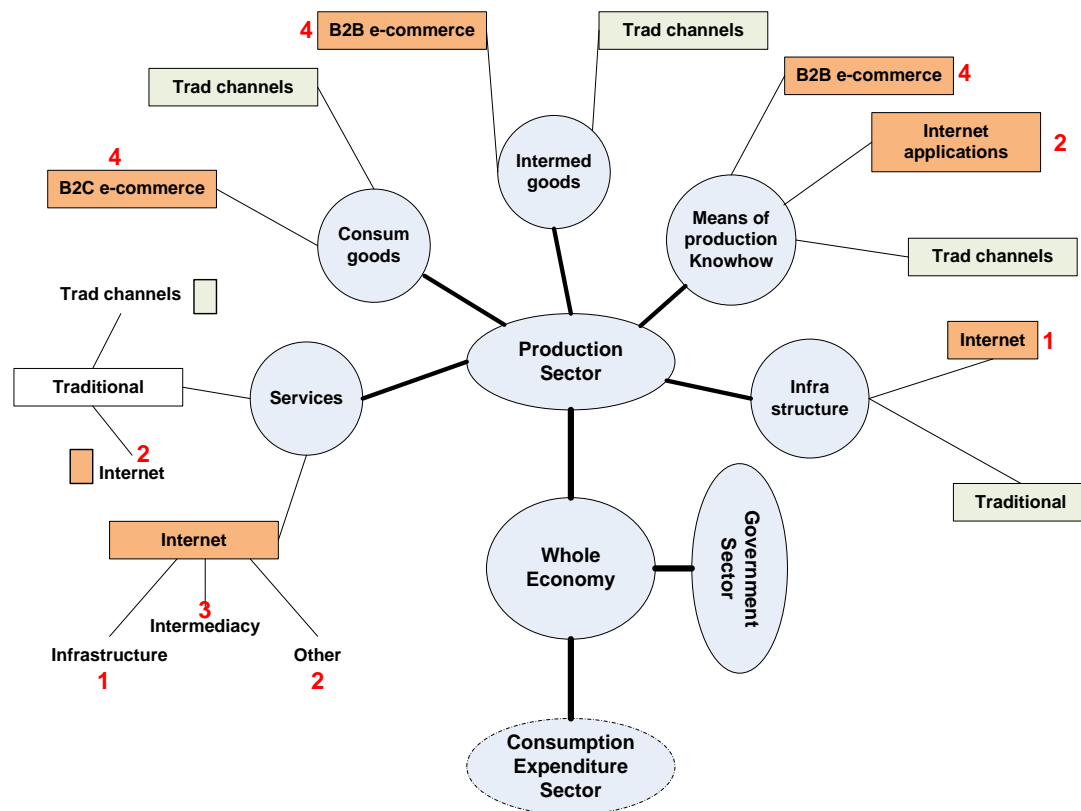 4
B2B e-commerce
Trad channels
B2B e-commerce
4
Trad channels
Internet
applications
2
4
B2C e-commerce
Intermed
goods
Consum
goods
Means of
production
Knowhow
Trad channels
Trad channels
Production
Sector
Internet
1
Traditional
Services
Infra
structure
2
Internet
Traditional
Internet
Whole
Economy
Government
Sector
3
Intermediacy
Infrastructure
1
Other
2
Consumption
Expenditure
Sector